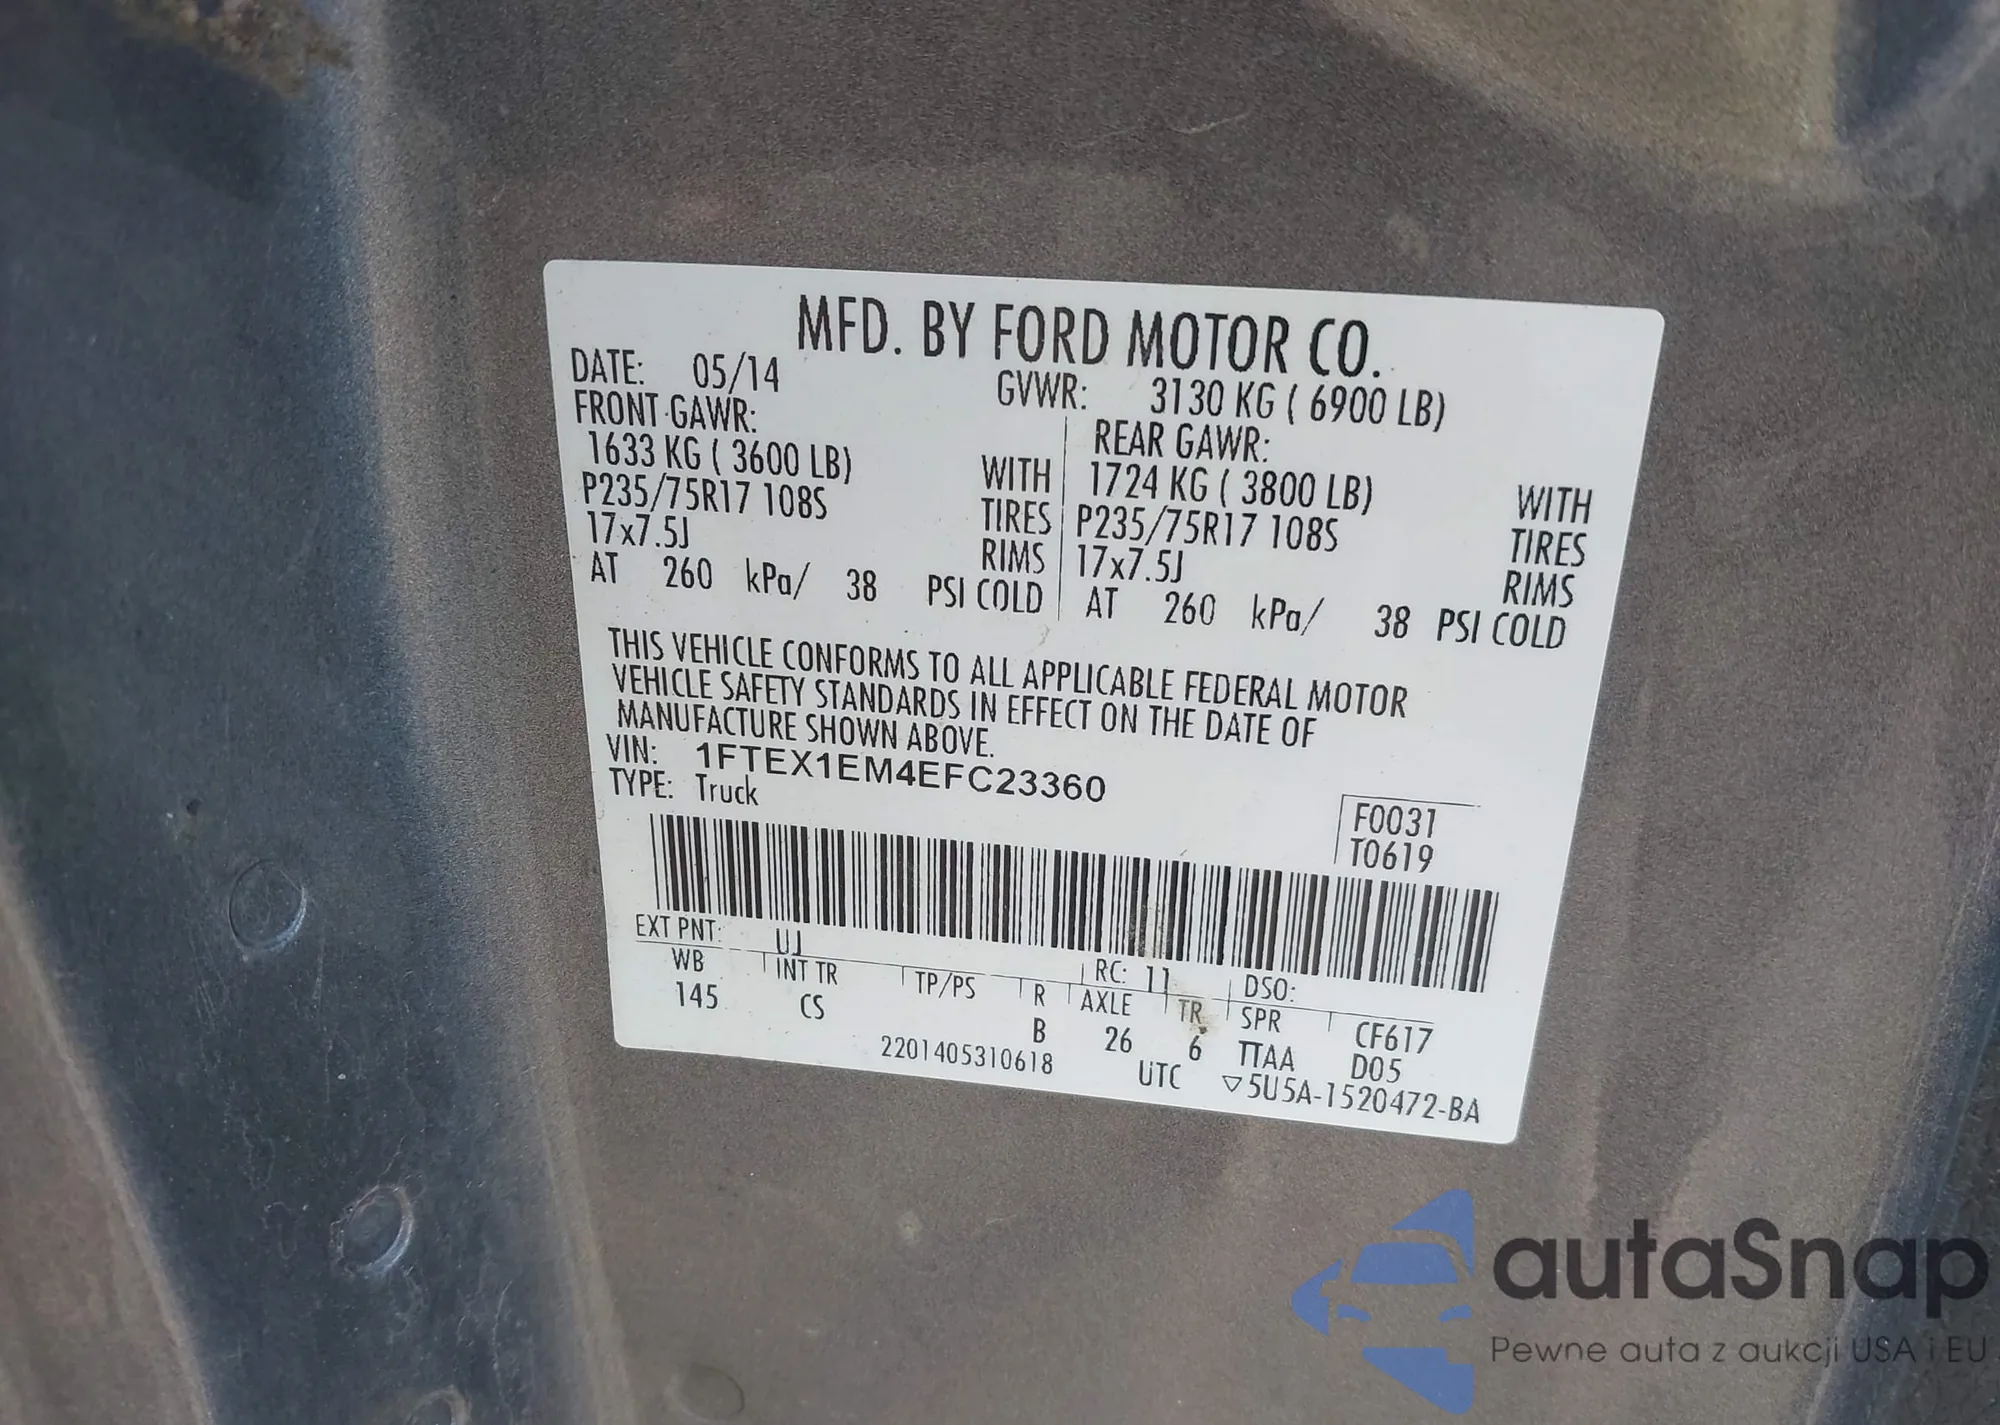 MFD. BY FORD MOTOR CO.
DATE: 05/14 GVWR: 3130 KG ( 6900 LB)
FRONT GAWR: REAR GAWR:
1633 KG ( 3600 LB) WITH 1724 KG ( 3800 LB) WITH
P235/75R17 108S TIRES P235/75R17 108S TIRES
17x7.5J RIMS 17x7.5J RIMS
AT 260 kPa/ 38 PSI COLD AT 260 kPa/ 38 PSI COLD
THIS VEHICLE CONFORMS TO ALL APPLICABLE FEDERAL MOTOR
VEHICLE SAFETY STANDARDS IN EFFECT ON THE DATE OF
MANUFACTURE SHOWN ABOVE.
VIN: 1FTEX1EM4EFC23360
TYPE: Truck
F0031
T0619
EXT PNT: UJ RC: 11 DSO:
WB INT TR TP/PS R AXLE TR SPR CF617
145 CS B 26 6 TTAA D05
2201405310618 UTC ▽5U5A-1520472-BA
autaSnap
Pewne auta z aukcji USA i EU